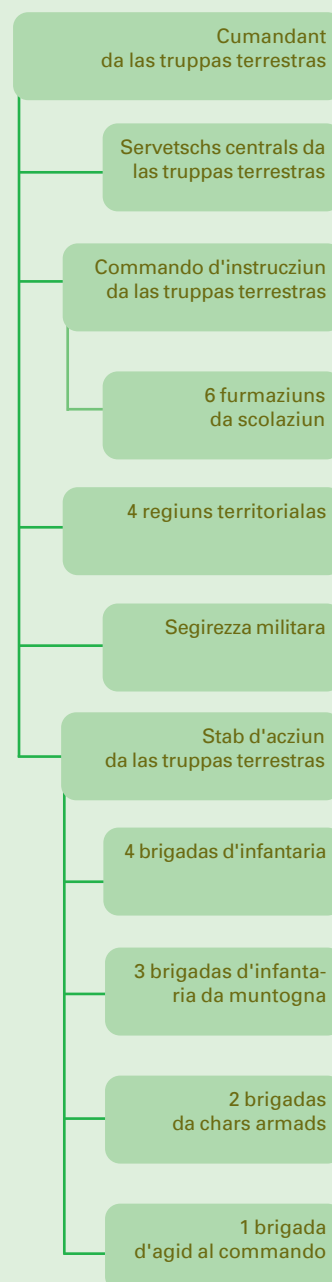 Cumandant
da las truppas terrestras
Servetschs centrals da
las truppas terrestras
Commando d'instrucziun
da las truppas terrestras
6 furmaziuns
da scolaziun
4 regiuns territorialas
Segirezza militara
Stab d'acziun
da las truppas terrestras
4 brigadas d'infantaria
3 brigadas d'infanta-
ria da muntogna
2 brigadas
da chars armads
1 brigada
d'agid al commando